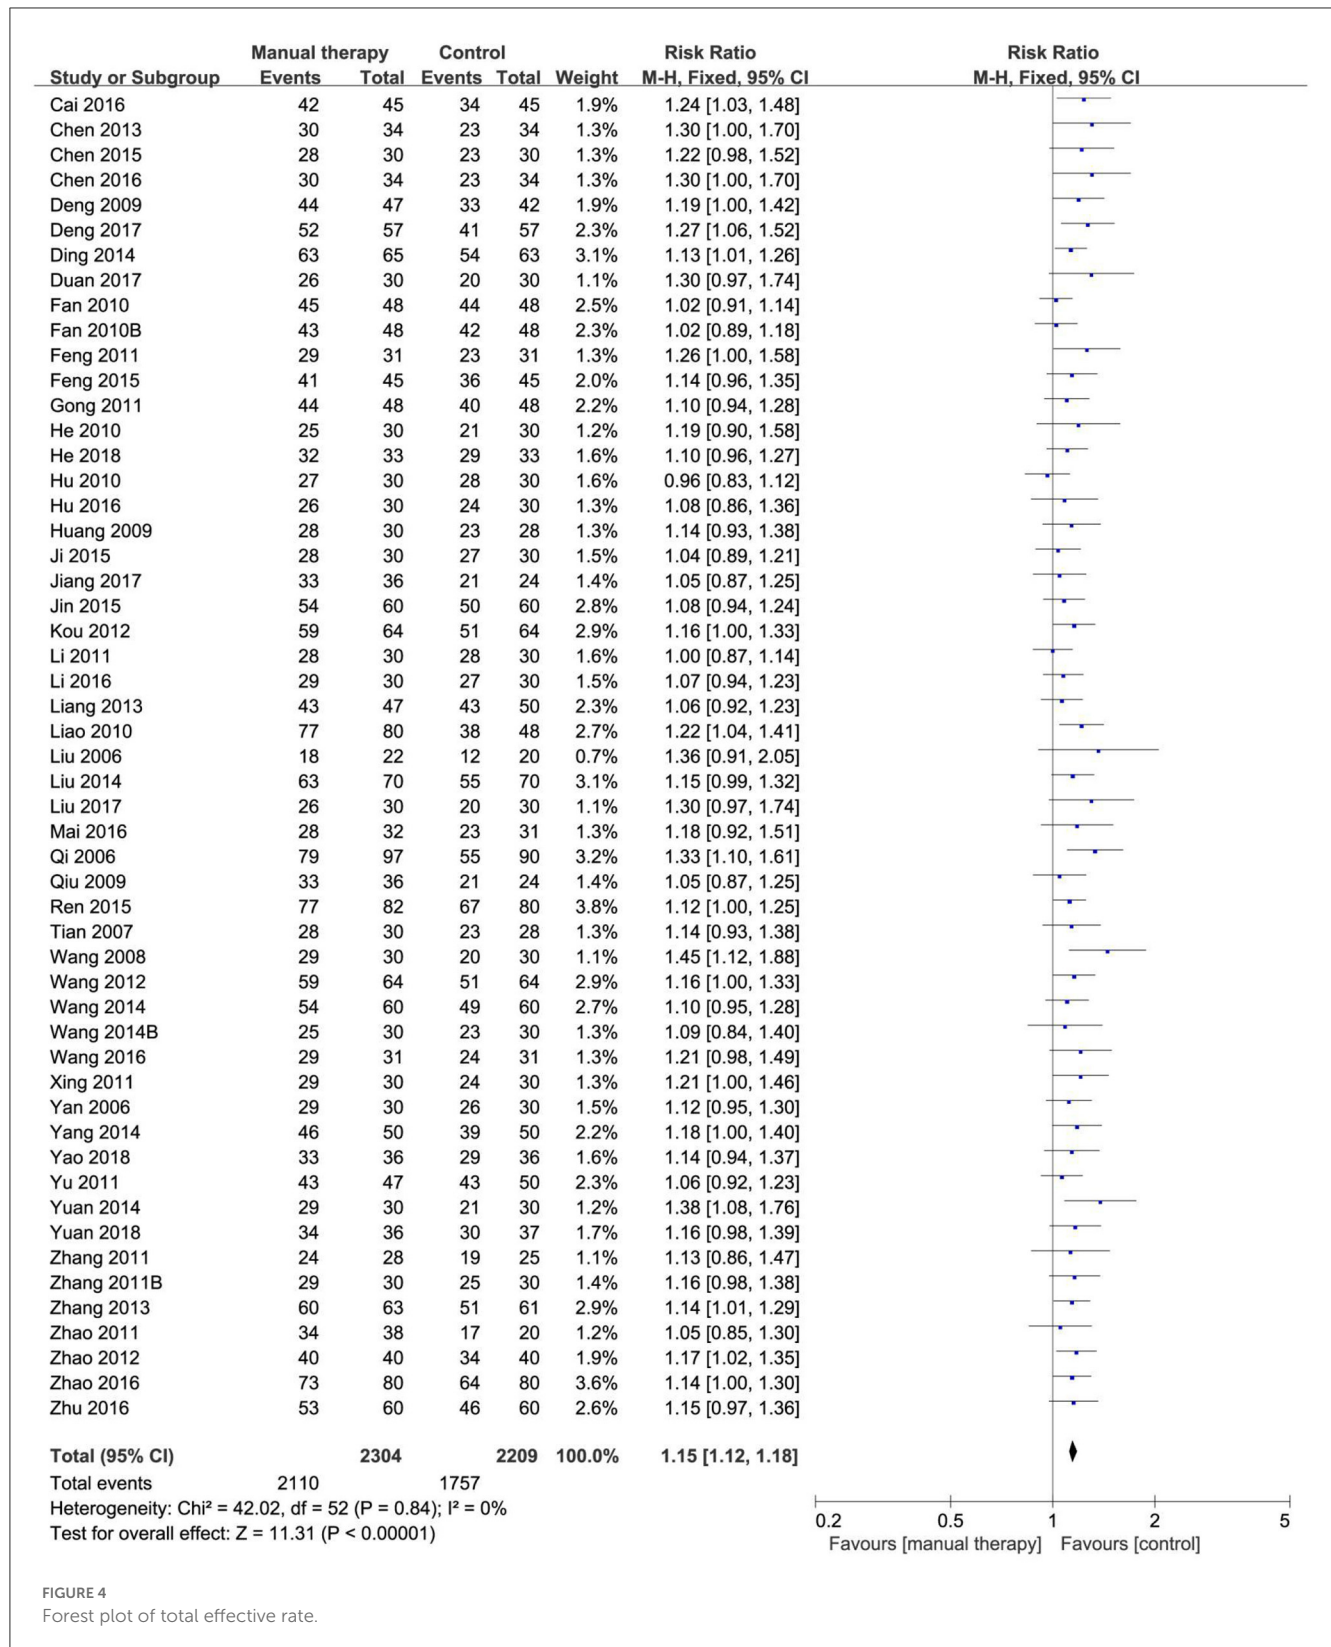 Manual therapy Control Risk Ratio Risk Ratio
Study or Subgroup Events Total Events Total Weight M-H, Fixed, 95% CI M-H, Fixed, 95% CI
Cai 2016 42 45 34 45 1.9% 1.24 [1.03, 1.48]
Chen 2013 30 34 23 34 1.3% 1.30 [1.00, 1.70]
Chen 2015 28 30 23 30 1.3% 1.22 [0.98, 1.52]
Chen 2016 30 34 23 34 1.3% 1.30 [1.00, 1.70]
Deng 2009 44 47 33 42 1.9% 1.19 [1.00, 1.42]
Deng 2017 52 57 41 57 2.3% 1.27 [1.06, 1.52]
Ding 2014 63 65 54 63 3.1% 1.13 [1.01, 1.26]
Duan 2017 26 30 20 30 1.1% 1.30 [0.97, 1.74]
Fan 2010 45 48 44 48 2.5% 1.02 [0.91, 1.14]
Fan 2010B 43 48 42 48 2.3% 1.02 [0.89, 1.18]
Feng 2011 29 31 23 31 1.3% 1.26 [1.00, 1.58]
Feng 2015 41 45 36 45 2.0% 1.14 [0.96, 1.35]
Gong 2011 44 48 40 48 2.2% 1.10 [0.94, 1.28]
He 2010 25 30 21 30 1.2% 1.19 [0.90, 1.58]
He 2018 32 33 29 33 1.6% 1.10 [0.96, 1.27]
Hu 2010 27 30 28 30 1.6% 0.96 [0.83, 1.12]
Hu 2016 26 30 24 30 1.3% 1.08 [0.86, 1.36]
Huang 2009 28 30 23 28 1.3% 1.14 [0.93, 1.38]
Ji 2015 28 30 27 30 1.5% 1.04 [0.89, 1.21]
Jiang 2017 33 36 21 24 1.4% 1.05 [0.87, 1.25]
Jin 2015 54 60 50 60 2.8% 1.08 [0.94, 1.24]
Kou 2012 59 64 51 64 2.9% 1.16 [1.00, 1.33]
Li 2011 28 30 28 30 1.6% 1.00 [0.87, 1.14]
Li 2016 29 30 27 30 1.5% 1.07 [0.94, 1.23]
Liang 2013 43 47 43 50 2.3% 1.06 [0.92, 1.23]
Liao 2010 77 80 38 48 2.7% 1.22 [1.04, 1.41]
Liu 2006 18 22 12 20 0.7% 1.36 [0.91, 2.05]
Liu 2014 63 70 55 70 3.1% 1.15 [0.99, 1.32]
Liu 2017 26 30 20 30 1.1% 1.30 [0.97, 1.74]
Mai 2016 28 32 23 31 1.3% 1.18 [0.92, 1.51]
Qi 2006 79 97 55 90 3.2% 1.33 [1.10, 1.61]
Qiu 2009 33 36 21 24 1.4% 1.05 [0.87, 1.25]
Ren 2015 77 82 67 80 3.8% 1.12 [1.00, 1.25]
Tian 2007 28 30 23 28 1.3% 1.14 [0.93, 1.38]
Wang 2008 29 30 20 30 1.1% 1.45 [1.12, 1.88]
Wang 2012 59 64 51 64 2.9% 1.16 [1.00, 1.33]
Wang 2014 54 60 49 60 2.7% 1.10 [0.95, 1.28]
Wang 2014B 25 30 23 30 1.3% 1.09 [0.84, 1.40]
Wang 2016 29 31 24 31 1.3% 1.21 [0.98, 1.49]
Xing 2011 29 30 24 30 1.3% 1.21 [1.00, 1.46]
Yan 2006 29 30 26 30 1.5% 1.12 [0.95, 1.30]
Yang 2014 46 50 39 50 2.2% 1.18 [1.00, 1.40]
Yao 2018 33 36 29 36 1.6% 1.14 [0.94, 1.37]
Yu 2011 43 47 43 50 2.3% 1.06 [0.92, 1.23]
Yuan 2014 29 30 21 30 1.2% 1.38 [1.08, 1.76]
Yuan 2018 34 36 30 37 1.7% 1.16 [0.98, 1.39]
Zhang 2011 24 28 19 25 1.1% 1.13 [0.86, 1.47]
Zhang 2011B 29 30 25 30 1.4% 1.16 [0.98, 1.38]
Zhang 2013 60 63 51 61 2.9% 1.14 [1.01, 1.29]
Zhao 2011 34 38 17 20 1.2% 1.05 [0.85, 1.30]
Zhao 2012 40 40 34 40 1.9% 1.17 [1.02, 1.35]
Zhao 2016 73 80 64 80 3.6% 1.14 [1.00, 1.30]
Zhu 2016 53 60 46 60 2.6% 1.15 [0.97, 1.36]
Total (95% CI) 2304 2209 100.0% 1.15 [1.12, 1.18]
Total events 2110 1757
Heterogeneity: Chi² = 42.02, df = 52 (P = 0.84); I² = 0%
Test for overall effect: Z = 11.31 (P < 0.00001)
0.2 0.5 1 2 5
Favours [manual therapy] Favours [control]
FIGURE 4
Forest plot of total effective rate.